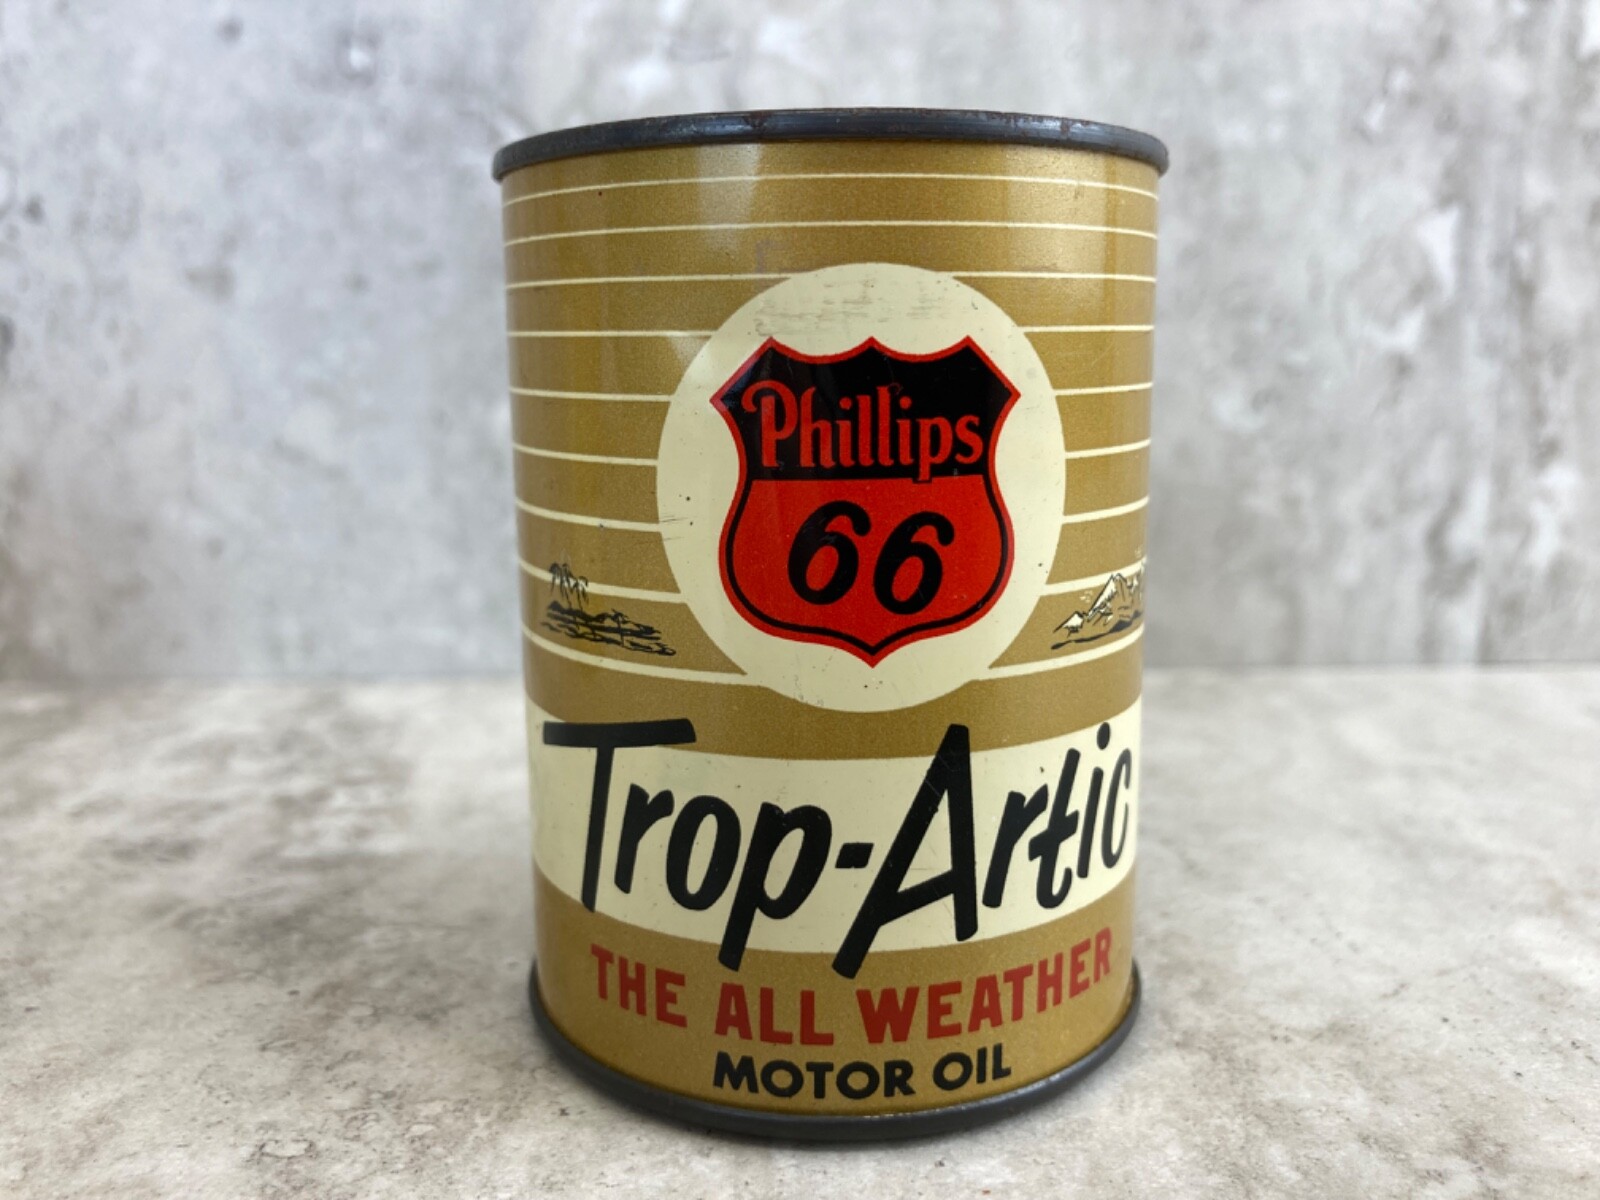 Phillips
66
Trop-Artic
THE ALL WEATHER
MOTOR OIL